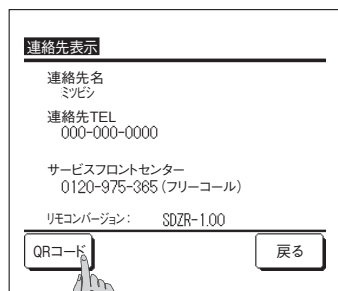 連絡先表示
連絡先名
ミツビシ
連絡先TEL
000-000-0000
サービスフロントセンター
0120-975-365 (フリーコール)
リモコンバージョン： SDZR-1.00
QRコード
戻る